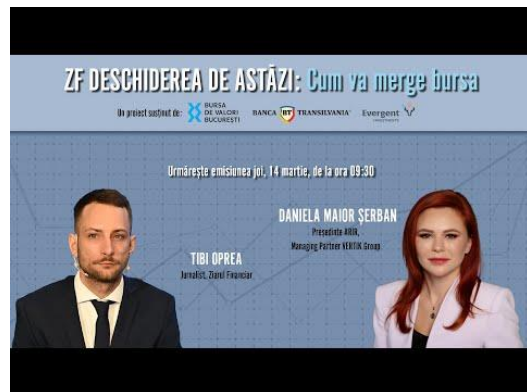 ZF DESCHIDEREA DE ASTĂZI: Cum va merge bursa
Un proiect susținut de:
BURSA
DE VALORI
BUCUREȘTI
BANCA BT TRANSILVANIA
Evergent
INVESTMENTS
Urmărește emisiunea joi, 14 martie, de la ora 09:30
DANIELA MAIOR ȘERBAN
Președinte ARIR,
Managing Partner VERTIK Group
TIBI OPREA
Jurnalist, Ziarul Financiar